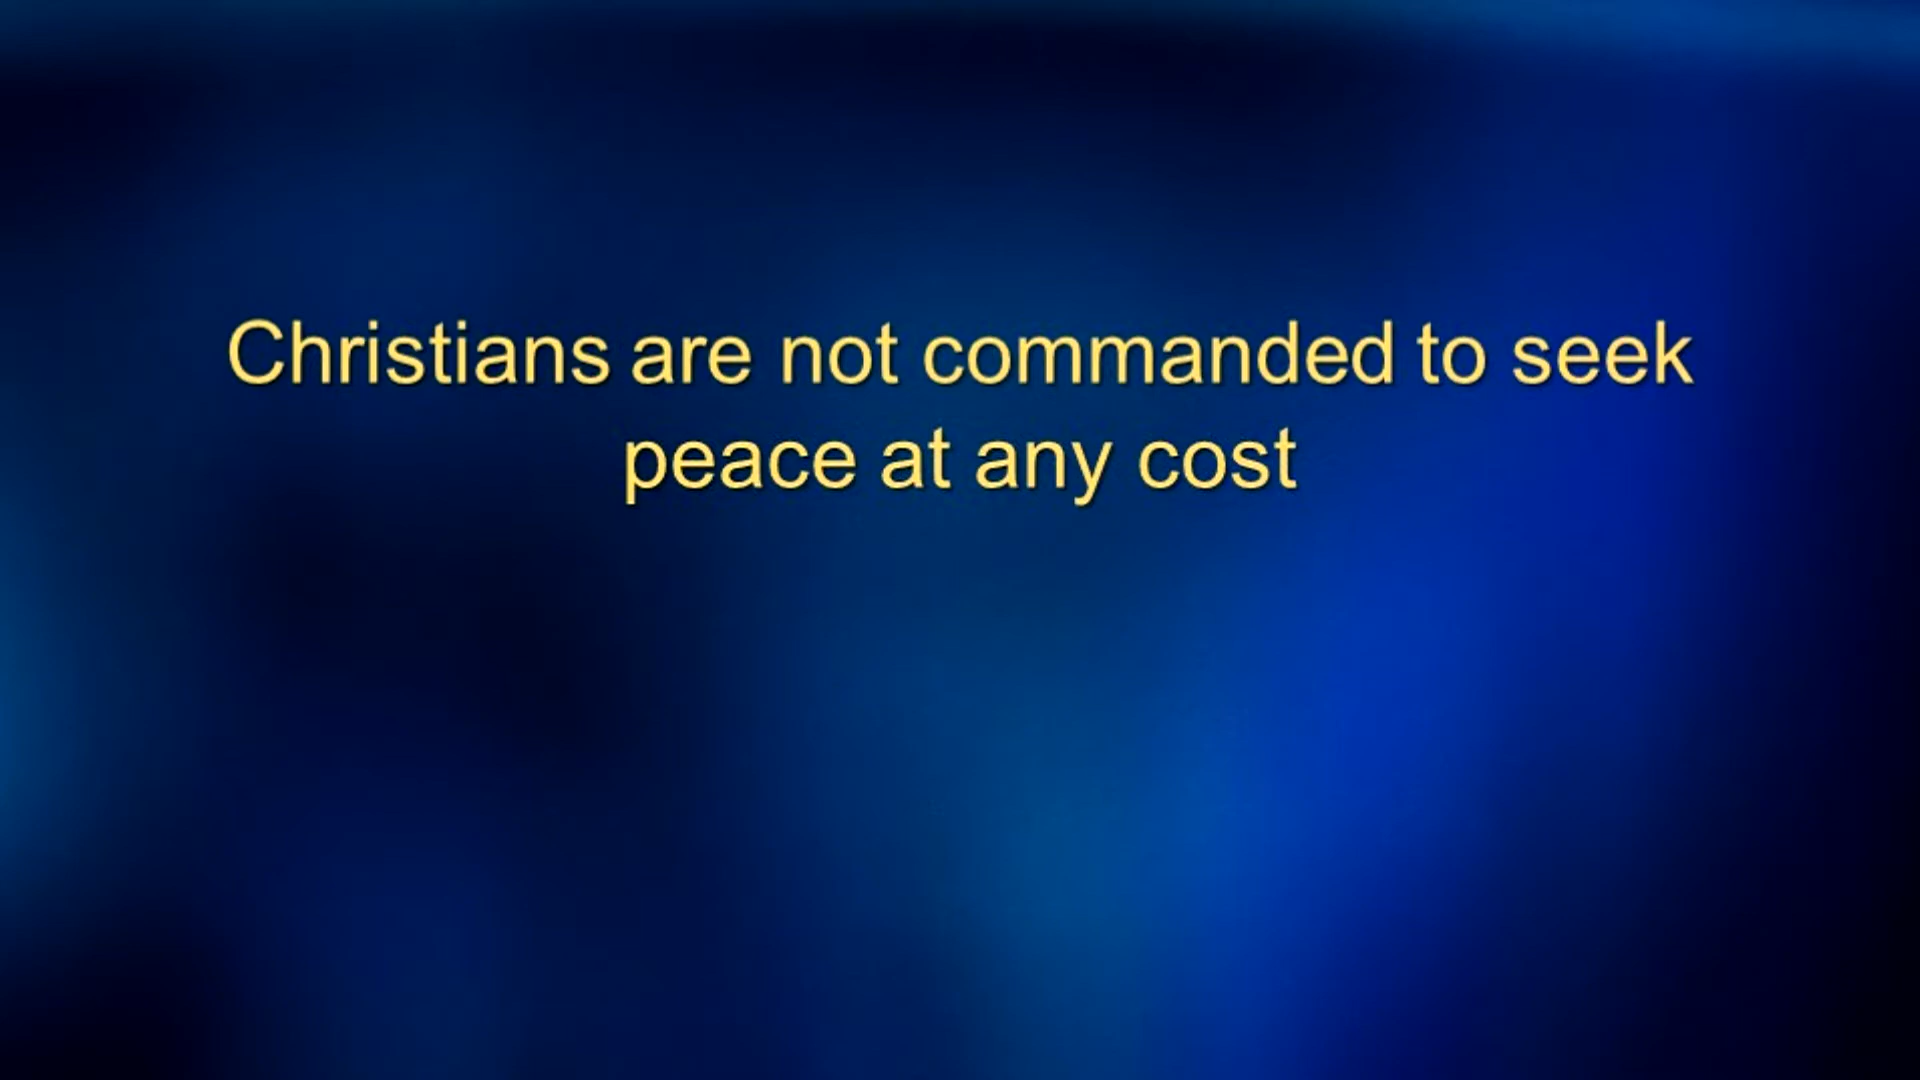 Christians are not commanded to seek
peace at any cost